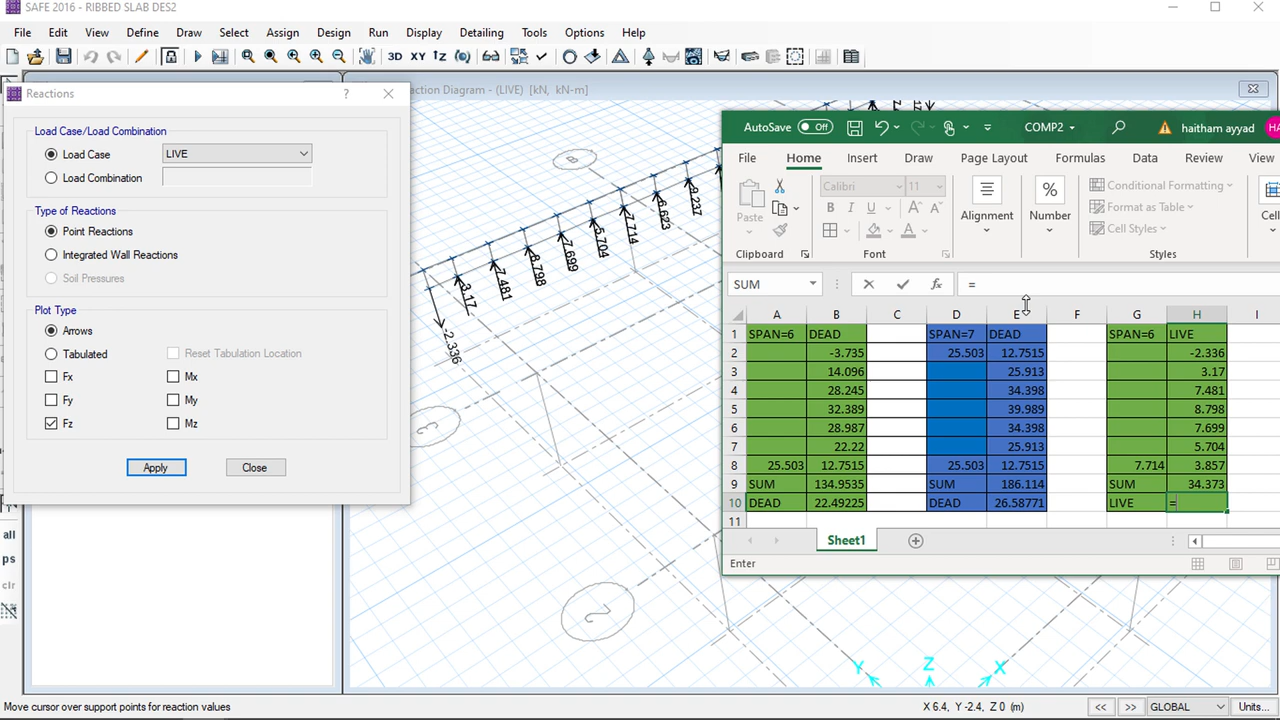 SAFE 2016 - RIBBED SLAB DES2
File Edit View Define Draw Select Assign Design Run Display Detailing Tools Options Help
3D XY
Reactions ?
Load Case/Load Combination
Load Case LIVE
Load Combination
Type of Reactions
Point Reactions
Integrated Wall Reactions
Soil Pressures
Plot Type
Arrows
Tabulated Reset Tabulation Location
Fx Mx
Fy My
Fz Mz
Apply Close
all
ps
clr
action Diagram - (LIVE) [kN, kN-m]
9.237
6.623
7.714
5.704
7.699
8.798
7.481
3.17
-2.336
3
2
Y Z X
AutoSave Off COMP2 haitham ayyad HA
File Home Insert Draw Page Layout Formulas Data Review View
Paste Calibri 11 Alignment Number Conditional Formatting
B I U Format as Table
Cell Styles
Clipboard Font Styles
SUM =
A B C D E F G H I
1 SPAN=6 DEAD SPAN=7 DEAD SPAN=6 LIVE
2 -3.735 25.503 12.7515 -2.336
3 14.096 25.913 3.17
4 28.245 34.398 7.481
5 32.389 39.989 8.798
6 28.987 34.398 7.699
7 22.22 25.913 5.704
8 25.503 12.7515 25.503 12.7515 7.714 3.857
9 SUM 134.9535 SUM 186.114 SUM 34.373
10 DEAD 22.49225 DEAD 26.58771 LIVE =
11
Sheet1
Enter
Move cursor over support points for reaction values X 6.4, Y -2.4, Z 0 (m) << >> GLOBAL Units...